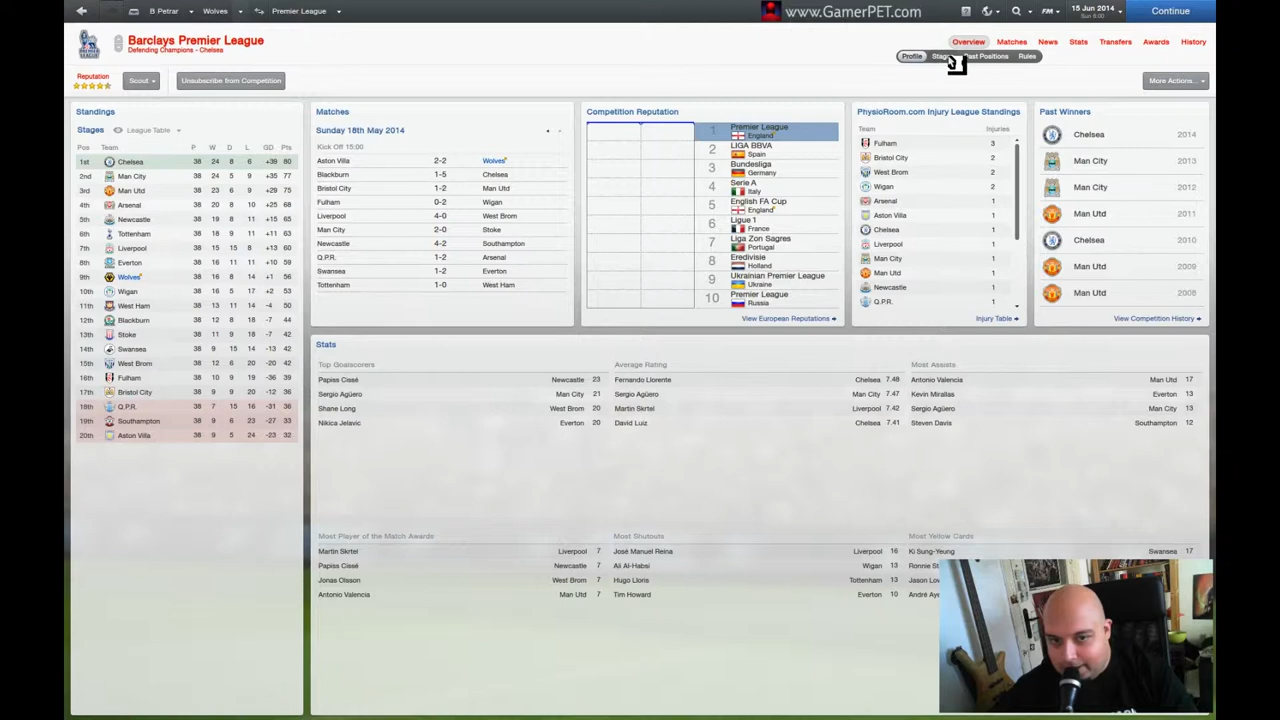 B Petrar Wolves Premier League www.GamerPET.com FM 15 Jun 2014 Sun 6:00 Continue
Barclays Premier League
Defending Champions - Chelsea
Overview Matches News Stats Transfers Awards History
Profile Past Positions Rules
Reputation
Scout Unsubscribe from Competition More Actions...
Standings
Stages League Table
Pos Team P W D L GD Pts
1st Chelsea 38 24 8 6 +39 80
2nd Man City 38 24 5 9 +35 77
3rd Man Utd 38 23 6 9 +29 75
4th Arsenal 38 20 8 10 +25 68
5th Newcastle 38 19 8 11 +15 65
6th Tottenham 38 18 9 11 +11 63
7th Liverpool 38 15 15 8 +13 60
8th Everton 38 16 11 11 +10 59
9th Wolves 38 16 8 14 +1 56
10th Wigan 38 16 5 17 +2 53
11th West Ham 38 13 11 14 -4 50
12th Blackburn 38 12 8 18 -7 44
13th Stoke 38 11 9 18 -7 42
14th Swansea 38 9 15 14 -13 42
15th West Brom 38 12 6 20 -20 42
16th Fulham 38 10 9 19 -36 39
17th Bristol City 38 9 9 20 -12 36
18th Q.P.R. 38 7 15 16 -31 36
19th Southampton 38 9 6 23 -27 33
20th Aston Villa 38 9 5 24 -23 32
Matches
Sunday 18th May 2014
Kick Off 15:00
Aston Villa 2-2 Wolves
Blackburn 1-5 Chelsea
Bristol City 1-2 Man Utd
Fulham 0-2 Wigan
Liverpool 4-0 West Brom
Man City 2-0 Stoke
Newcastle 4-2 Southampton
Q.P.R. 1-2 Arsenal
Swansea 1-2 Everton
Tottenham 1-0 West Ham
Competition Reputation
1 Premier League
England
2 LIGA BBVA
Spain
3 Bundesliga
Germany
4 Serie A
Italy
5 English FA Cup
England
6 Ligue 1
France
7 Liga Zon Sagres
Portugal
8 Eredivisie
Holland
9 Ukrainian Premier League
Ukraine
10 Premier League
Russia
View European Reputations
PhysioRoom.com Injury League Standings
Team Injuries
Fulham 3
Bristol City 2
West Brom 2
Wigan 2
Arsenal 1
Aston Villa 1
Chelsea 1
Liverpool 1
Man City 1
Man Utd 1
Newcastle 1
Q.P.R. 1
Injury Table
Past Winners
Chelsea 2014
Man City 2013
Man City 2012
Man Utd 2011
Chelsea 2010
Man Utd 2009
Man Utd 2008
View Competition History
Stats
Top Goalscorers
Papiss Cissé Newcastle 23
Sergio Agüero Man City 21
Shane Long West Brom 20
Nikica Jelavic Everton 20
Average Rating
Fernando Llorente Chelsea 7.48
Sergio Agüero Man City 7.47
Martin Skrtel Liverpool 7.42
David Luiz Chelsea 7.41
Most Assists
Antonio Valencia Man Utd 17
Kevin Mirallas Everton 13
Sergio Agüero Man City 13
Steven Davis Southampton 12
Most Player of the Match Awards
Martin Skrtel Liverpool 7
Papiss Cissé Newcastle 7
Jonas Olsson West Brom 7
Antonio Valencia Man Utd 7
Most Shutouts
José Manuel Reina Liverpool 16
Ali Al-Habsi Wigan 13
Hugo Lloris Tottenham 13
Tim Howard Everton 10
Most Yellow Cards
Ki Sung-Yeung Swansea 17
Ronnie
Jason
André